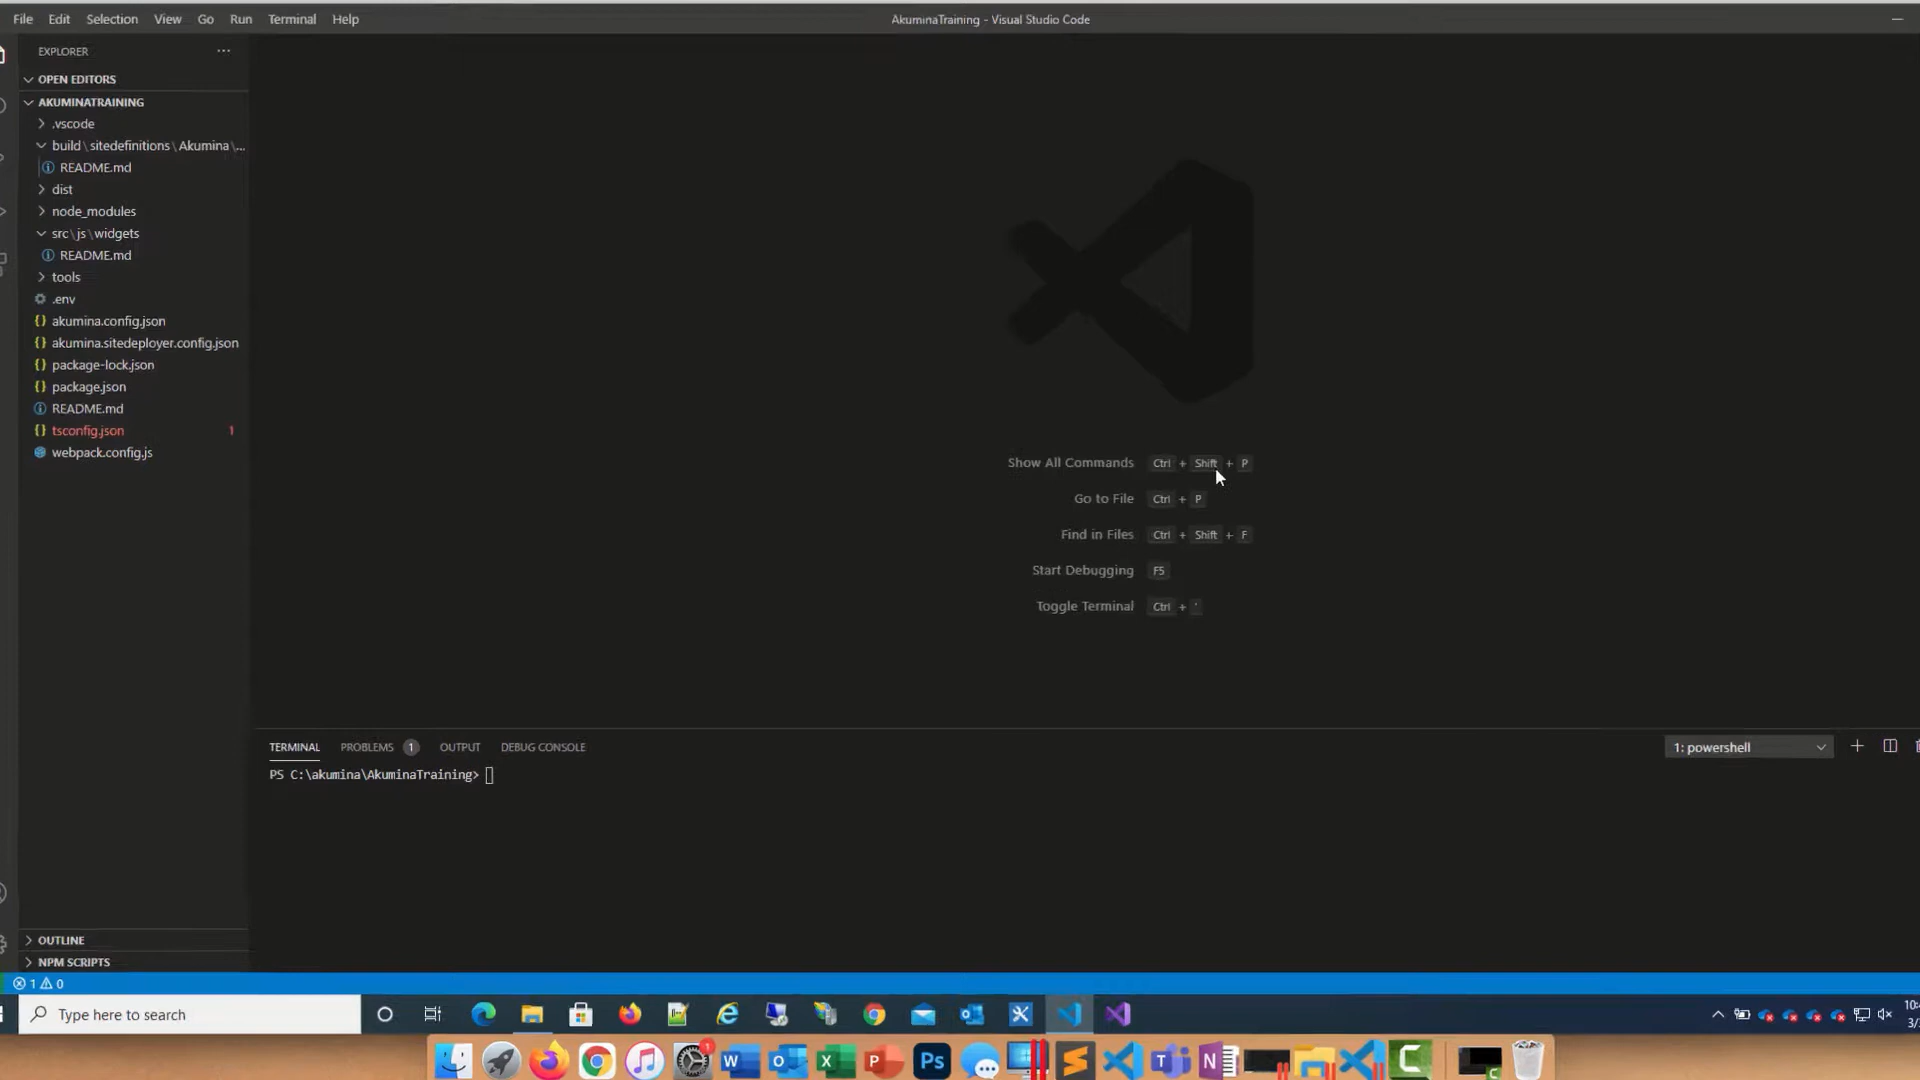 File Edit Selection View Go Run Terminal Help
AkuminaTraining - Visual Studio Code
EXPLORER
OPEN EDITORS
AKUMINATRAINING
.vscode
build\sitedefinitions\Akumina\...
README.md
dist
node_modules
src\js\widgets
README.md
tools
.env
{} akumina.config.json
{} akumina.sitedeployer.config.json
{} package-lock.json
{} package.json
README.md
{} tsconfig.json 1
webpack.config.js
Show All Commands Ctrl + Shift + P
Go to File Ctrl + P
Find in Files Ctrl + Shift + F
Start Debugging F5
Toggle Terminal Ctrl + '
TERMINAL PROBLEMS 1 OUTPUT DEBUG CONSOLE
1: powershell
PS C:\akumina\AkuminaTraining>
OUTLINE
NPM SCRIPTS
1 0
Type here to search
10:
3/
1 W O X P Ps T N C